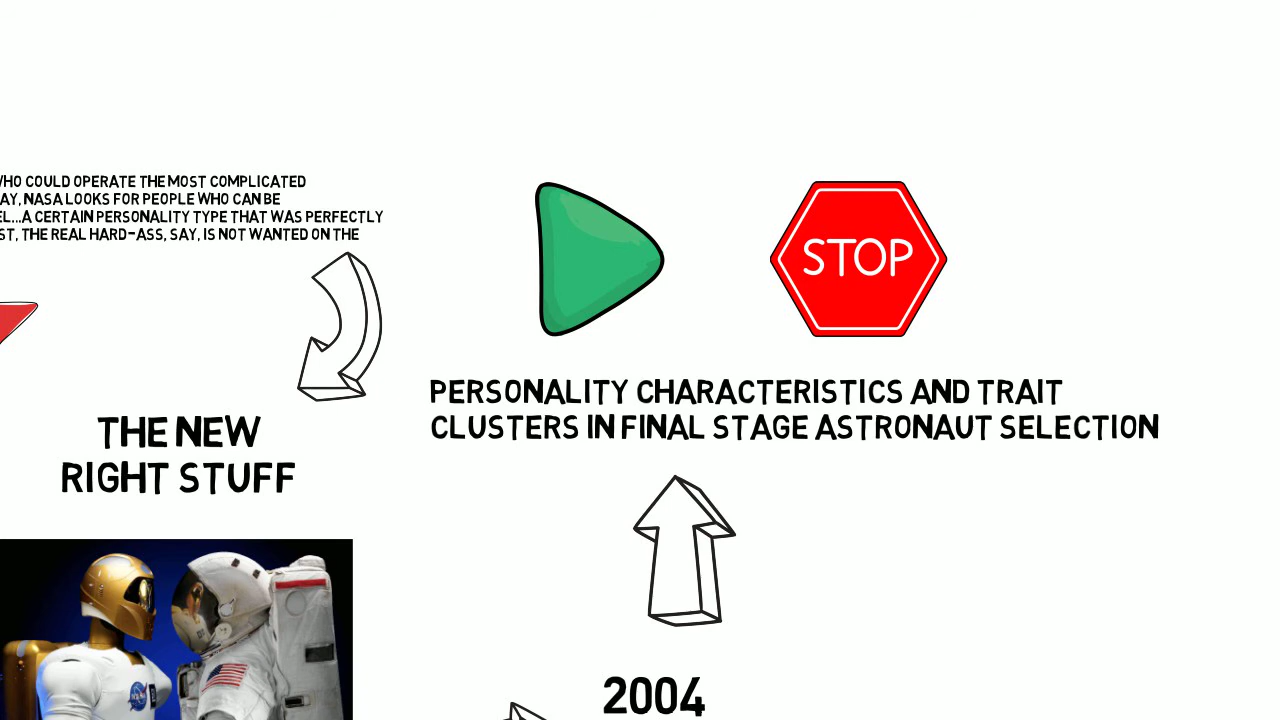 WHO COULD OPERATE THE MOST COMPLICATED
AY, NASA LOOKS FOR PEOPLE WHO CAN BE
EL...A CERTAIN PERSONALITY TYPE THAT WAS PERFECTLY
ST, THE REAL HARD-ASS, SAY, IS NOT WANTED ON THE
STOP
PERSONALITY CHARACTERISTICS AND TRAIT
CLUSTERS IN FINAL STAGE ASTRONAUT SELECTION
THE NEW
RIGHT STUFF
NASA
2004